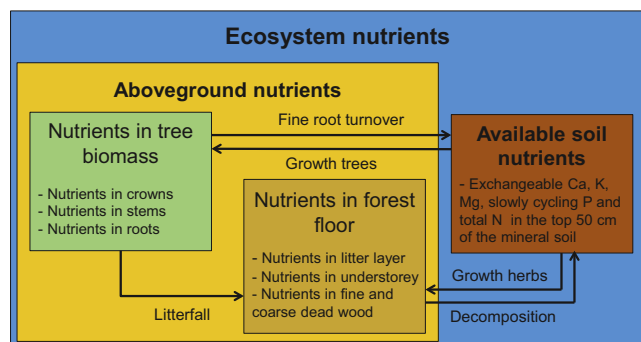 Ecosystem nutrients
Aboveground nutrients
Nutrients in tree
biomass
- Nutrients in crowns
- Nutrients in stems
- Nutrients in roots
Fine root turnover
Growth trees
Available soil
nutrients
- Exchangeable Ca, K,
Mg, slowly cycling P and
total N in the top 50 cm
of the mineral soil
Nutrients in forest
floor
- Nutrients in litter layer
- Nutrients in understorey
- Nutrients in fine and
coarse dead wood
Litterfall
Growth herbs
Decomposition